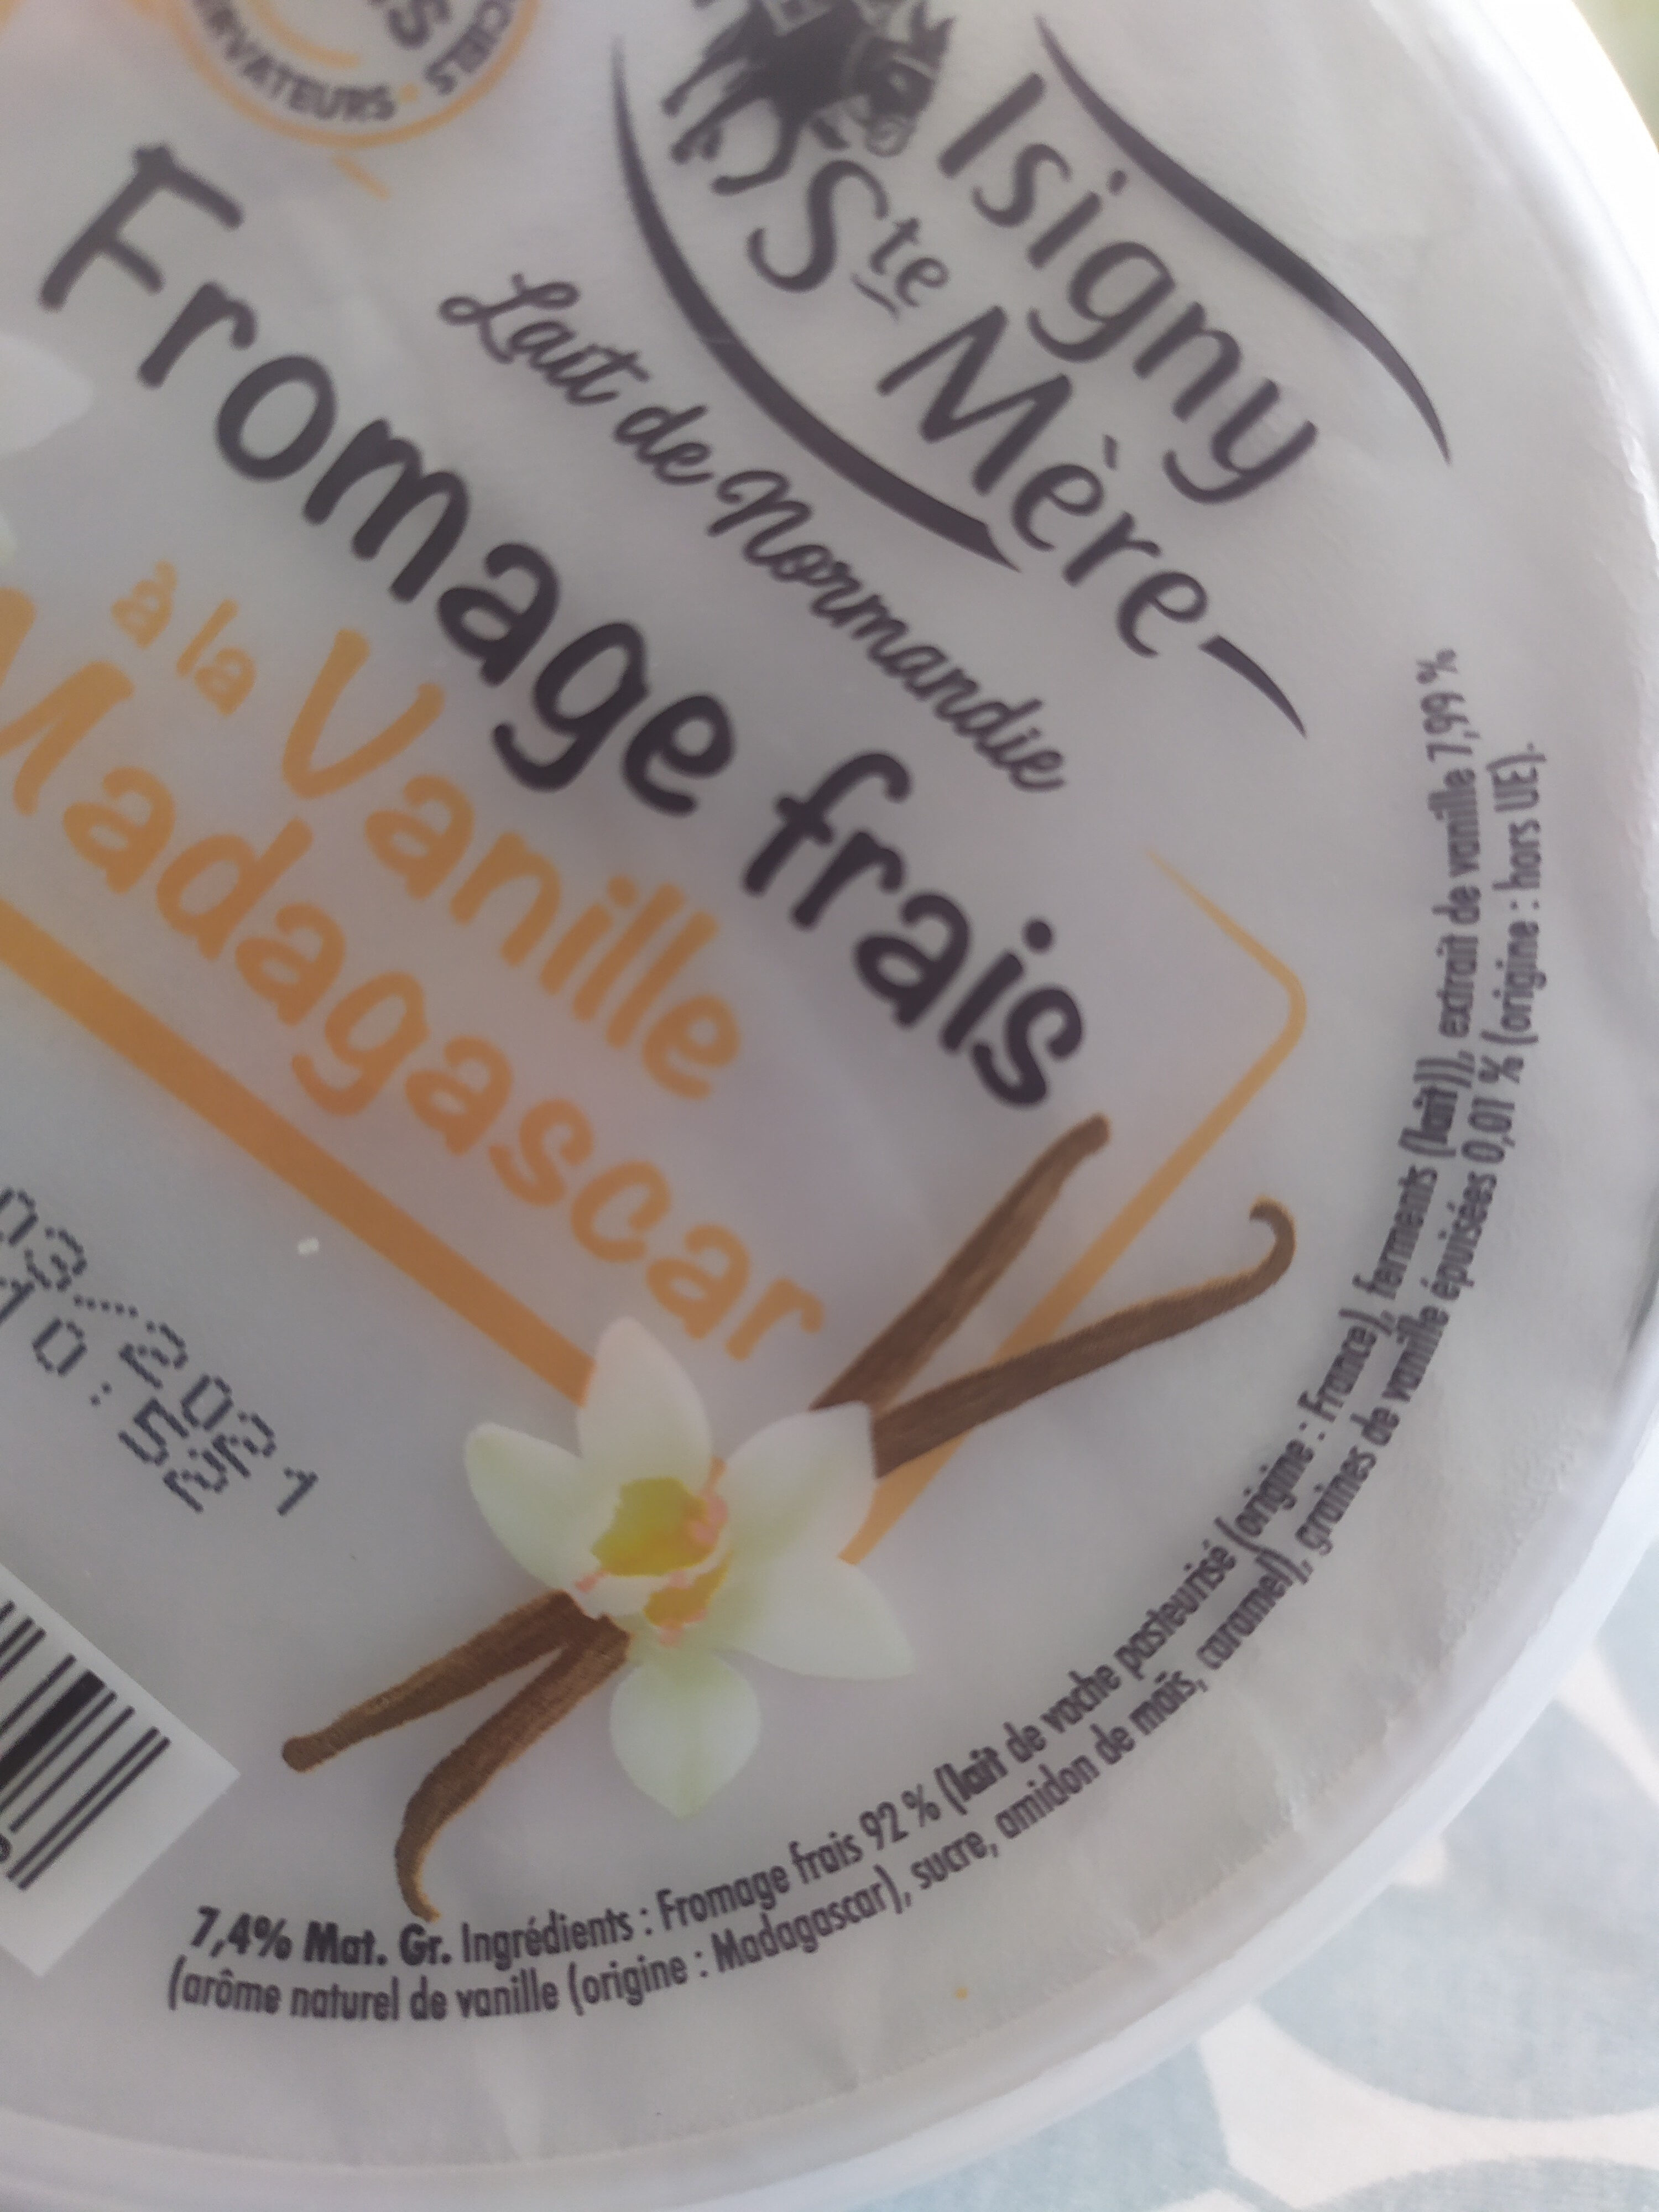 Isigny
Ste Mère
Lait de Normandie
Fromage frais
à la Vanille
Madagascar
03 2021
10:52
7,4% Mat. Gr. Ingrédients : Fromage frais 92 % (lait de vache pasteurisé (origine : France), ferments (lait)), extrait de vanille 7,99 %
(arôme naturel de vanille (origine : Madagascar), sucre, amidon de maïs, caramel), graines de vanille épuisées 0,01 % (origine : hors UE).